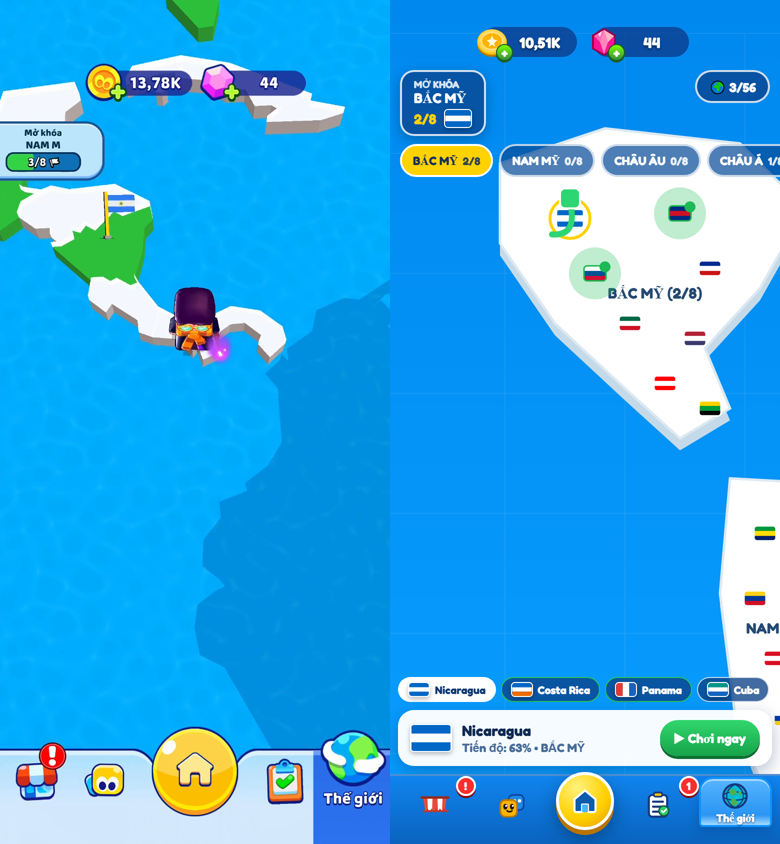 13,78K
44
Mở khóa
NAM M
3/8
Thế giới
10,51K
44
MỞ KHÓA
BẮC MỸ
2/8
3/56
BẮC MỸ 2/8
NAM MỸ 0/8
CHÂU ÂU 0/8
CHÂU Á 1/8
BẮC MỸ (2/8)
NAM
Nicaragua
Costa Rica
Panama
Cuba
Nicaragua
Tiến độ: 63% • BẮC MỸ
Chơi ngay
!
1
Thế giới